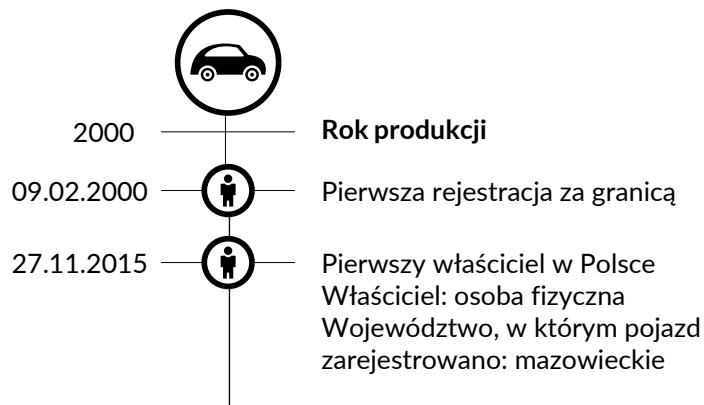 2000
Rok produkcji
09.02.2000
Pierwsza rejestracja za granicą
27.11.2015
Pierwszy właściciel w Polsce
Właściciel: osoba fizyczna
Województwo, w którym pojazd
zarejestrowano: mazowieckie